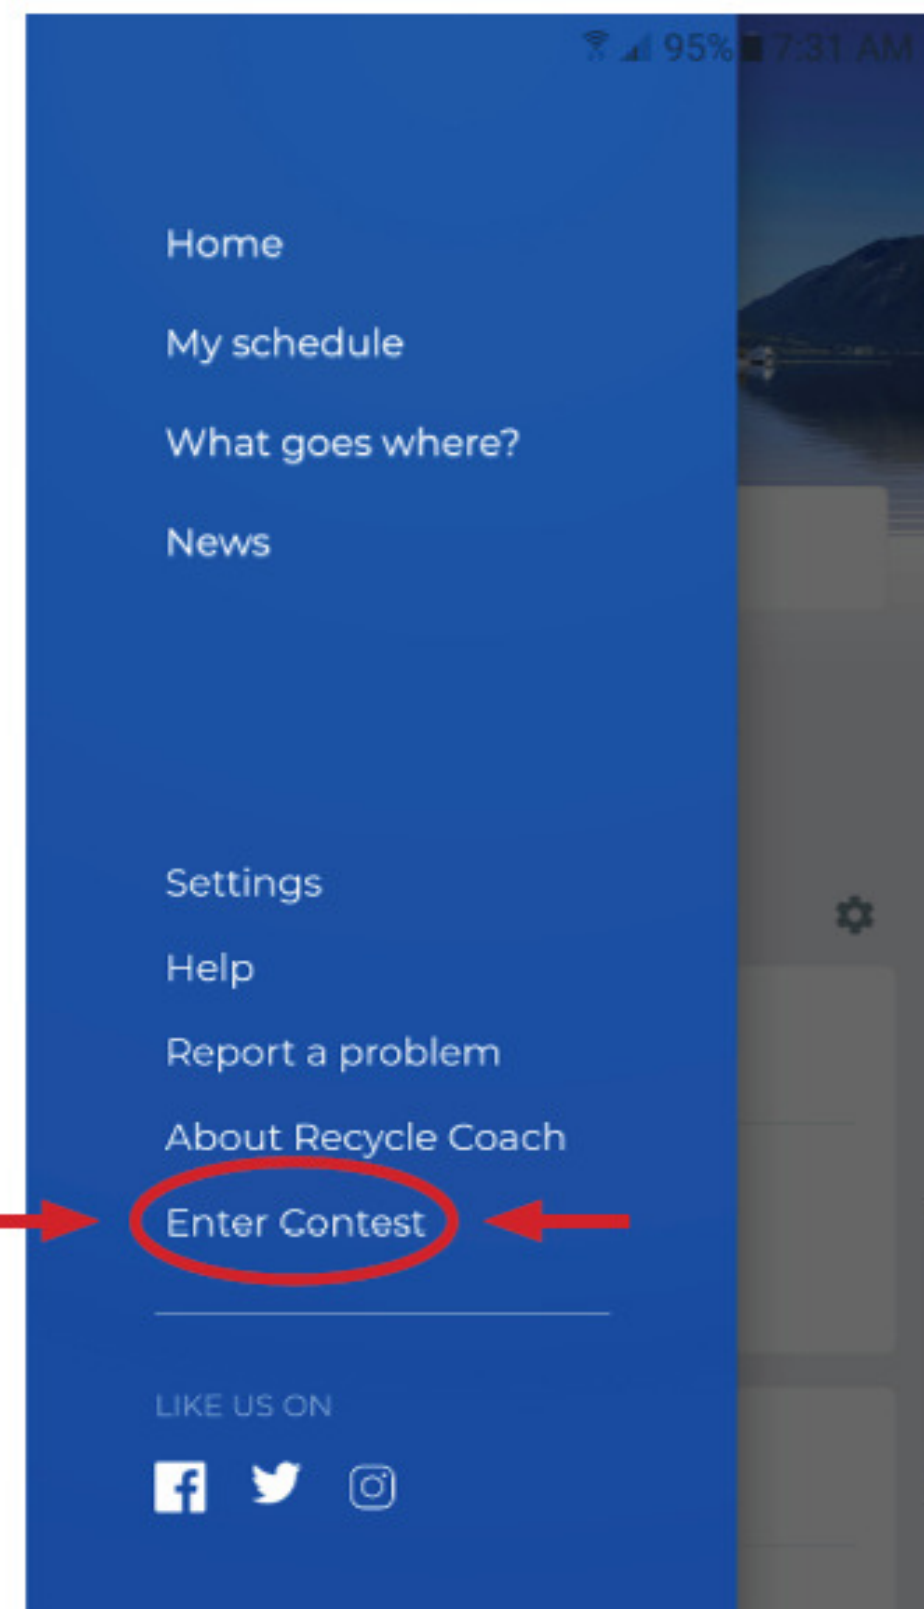 95% 7:31 AM
Home
My schedule
What goes where?
News
Settings
Help
Report a problem
About Recycle Coach
Enter Contest
LIKE US ON